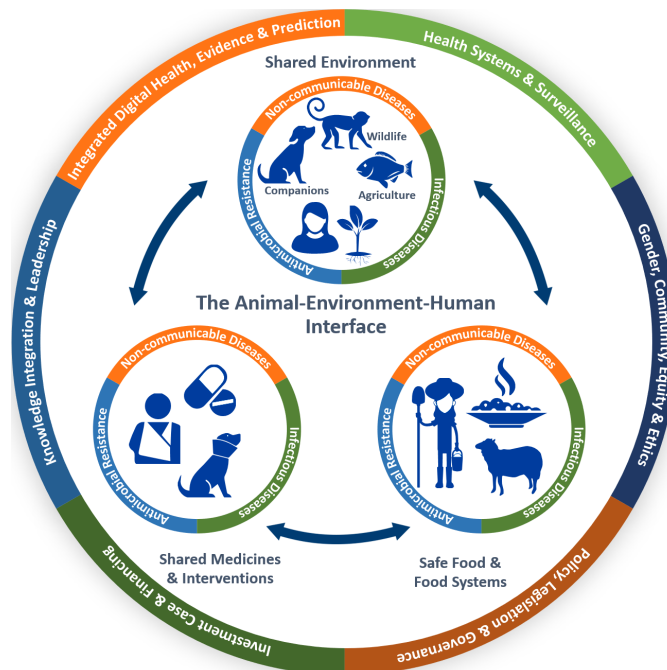 Integrated Digital Health, Evidence & Prediction
Health Systems & Surveillance
Shared Environment
Non-communicable Diseases
Wildlife
Companions
Agriculture
Antimicrobial Resistance
Infectious Diseases
Knowledge Integration & Leadership
Gender, Community, Equity & Ethics
The Animal-Environment-Human
Interface
Non-communicable Diseases
Antimicrobial Resistance
Infectious Diseases
Non-communicable Diseases
Antimicrobial Resistance
Infectious Diseases
Shared Medicines
& Interventions
Safe Food &
Food Systems
Investment Case & Financing
Policy, Legislation & Governance